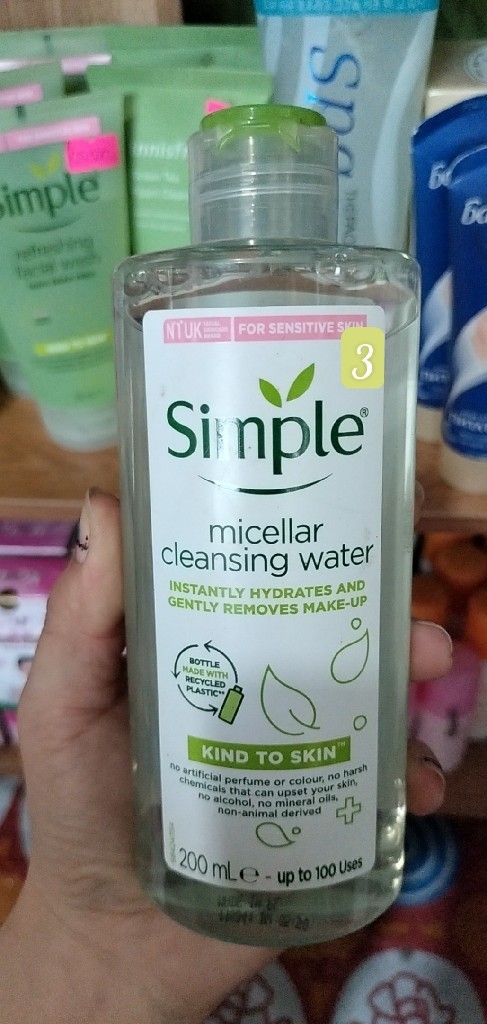 Spa
Simple
refreshing
facial wash
N°1 UK
FOR SENSITIVE SKIN
3
Simple®
micellar
cleansing water
INSTANTLY HYDRATES AND
GENTLY REMOVES MAKE-UP
BOTTLE
MADE WITH
RECYCLED
PLASTIC**
KIND TO SKIN™
no artificial perfume or colour, no harsh
chemicals that can upset your skin,
no alcohol, no mineral oils,
non-animal derived
200 mL℮ - up to 100 Uses